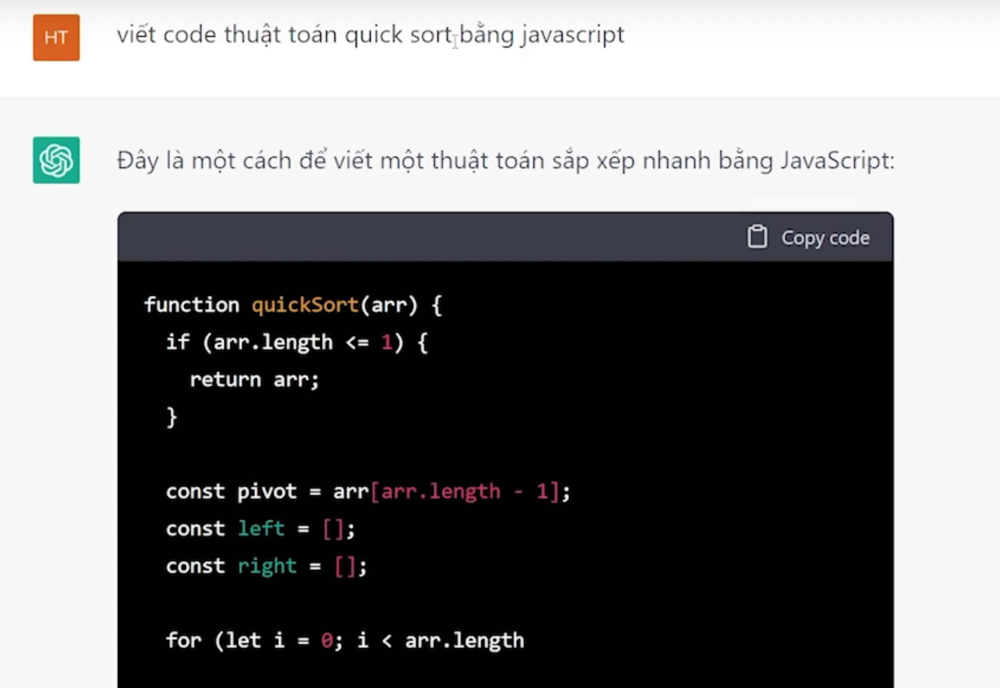 HT
viết code thuật toán quick sort bằng javascript
Đây là một cách để viết một thuật toán sắp xếp nhanh bằng JavaScript:
Copy code
function quickSort(arr) {
  if (arr.length <= 1) {
    return arr;
  }
  const pivot = arr[arr.length - 1];
  const left = [];
  const right = [];
  for (let i = 0; i < arr.length